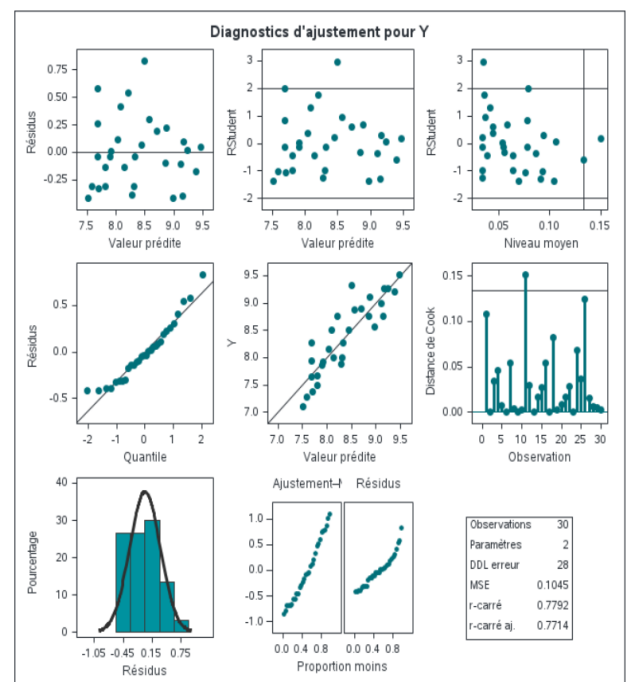 Diagnostics d'ajustement pour Y
0.75
0.50
0.25
0.00
-0.25
Résidus
7.5 8.0 8.5 9.0 9.5
Valeur prédite
3
2
1
0
-1
-2
RStudent
7.5 8.0 8.5 9.0 9.5
Valeur prédite
3
2
1
0
-1
-2
RStudent
0.05 0.10 0.15
Niveau moyen
0.5
0.0
-0.5
Résidus
-2 -1 0 1 2
Quantile
9.5
9.0
8.5
8.0
7.5
7.0
Y
7.0 7.5 8.0 8.5 9.0 9.5
Valeur prédite
0.15
0.10
0.05
0.00
Distance de Cook
0 5 10 15 20 25 30
Observation
40
30
20
10
0
Pourcentage
-1.05 -0.45 0.15 0.75
Résidus
Ajustement– Résidus
1.0
0.5
0.0
-0.5
-1.0
0.0 0.4 0.8 0.0 0.4 0.8
Proportion moins
Observations 30
Paramètres 2
DDL erreur 28
MSE 0.1045
r-carré 0.7792
r-carré aj. 0.7714